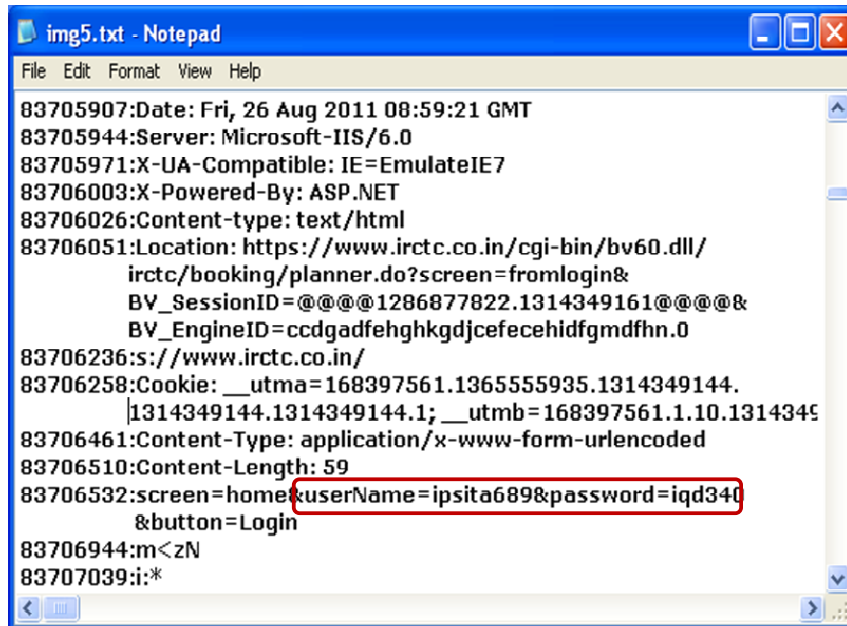 img5.txt - Notepad
File Edit Format View Help
83705907:Date: Fri, 26 Aug 2011 08:59:21 GMT
83705944:Server: Microsoft-IIS/6.0
83705971:X-UA-Compatible: IE=EmulateIE7
83706003:X-Powered-By: ASP.NET
83706026:Content-type: text/html
83706051:Location: https://www.irctc.co.in/cgi-bin/bv60.dll/
irctc/booking/planner.do?screen=fromlogin&
BV_SessionID=@@@@1286877822.1314349161@@@@&
BV_EngineID=ccdgadfehghkgdjcefecehidfgmdfhn.0
83706236:s://www.irctc.co.in/
83706258:Cookie: __utma=168397561.1365555935.1314349144.
1314349144.1314349144.1; __utmb=168397561.1.10.1314349
83706461:Content-Type: application/x-www-form-urlencoded
83706510:Content-Length: 59
83706532:screen=home&userName=ipsita689&password=iqd340
&button=Login
83706944:m<zN
83707039:i:*